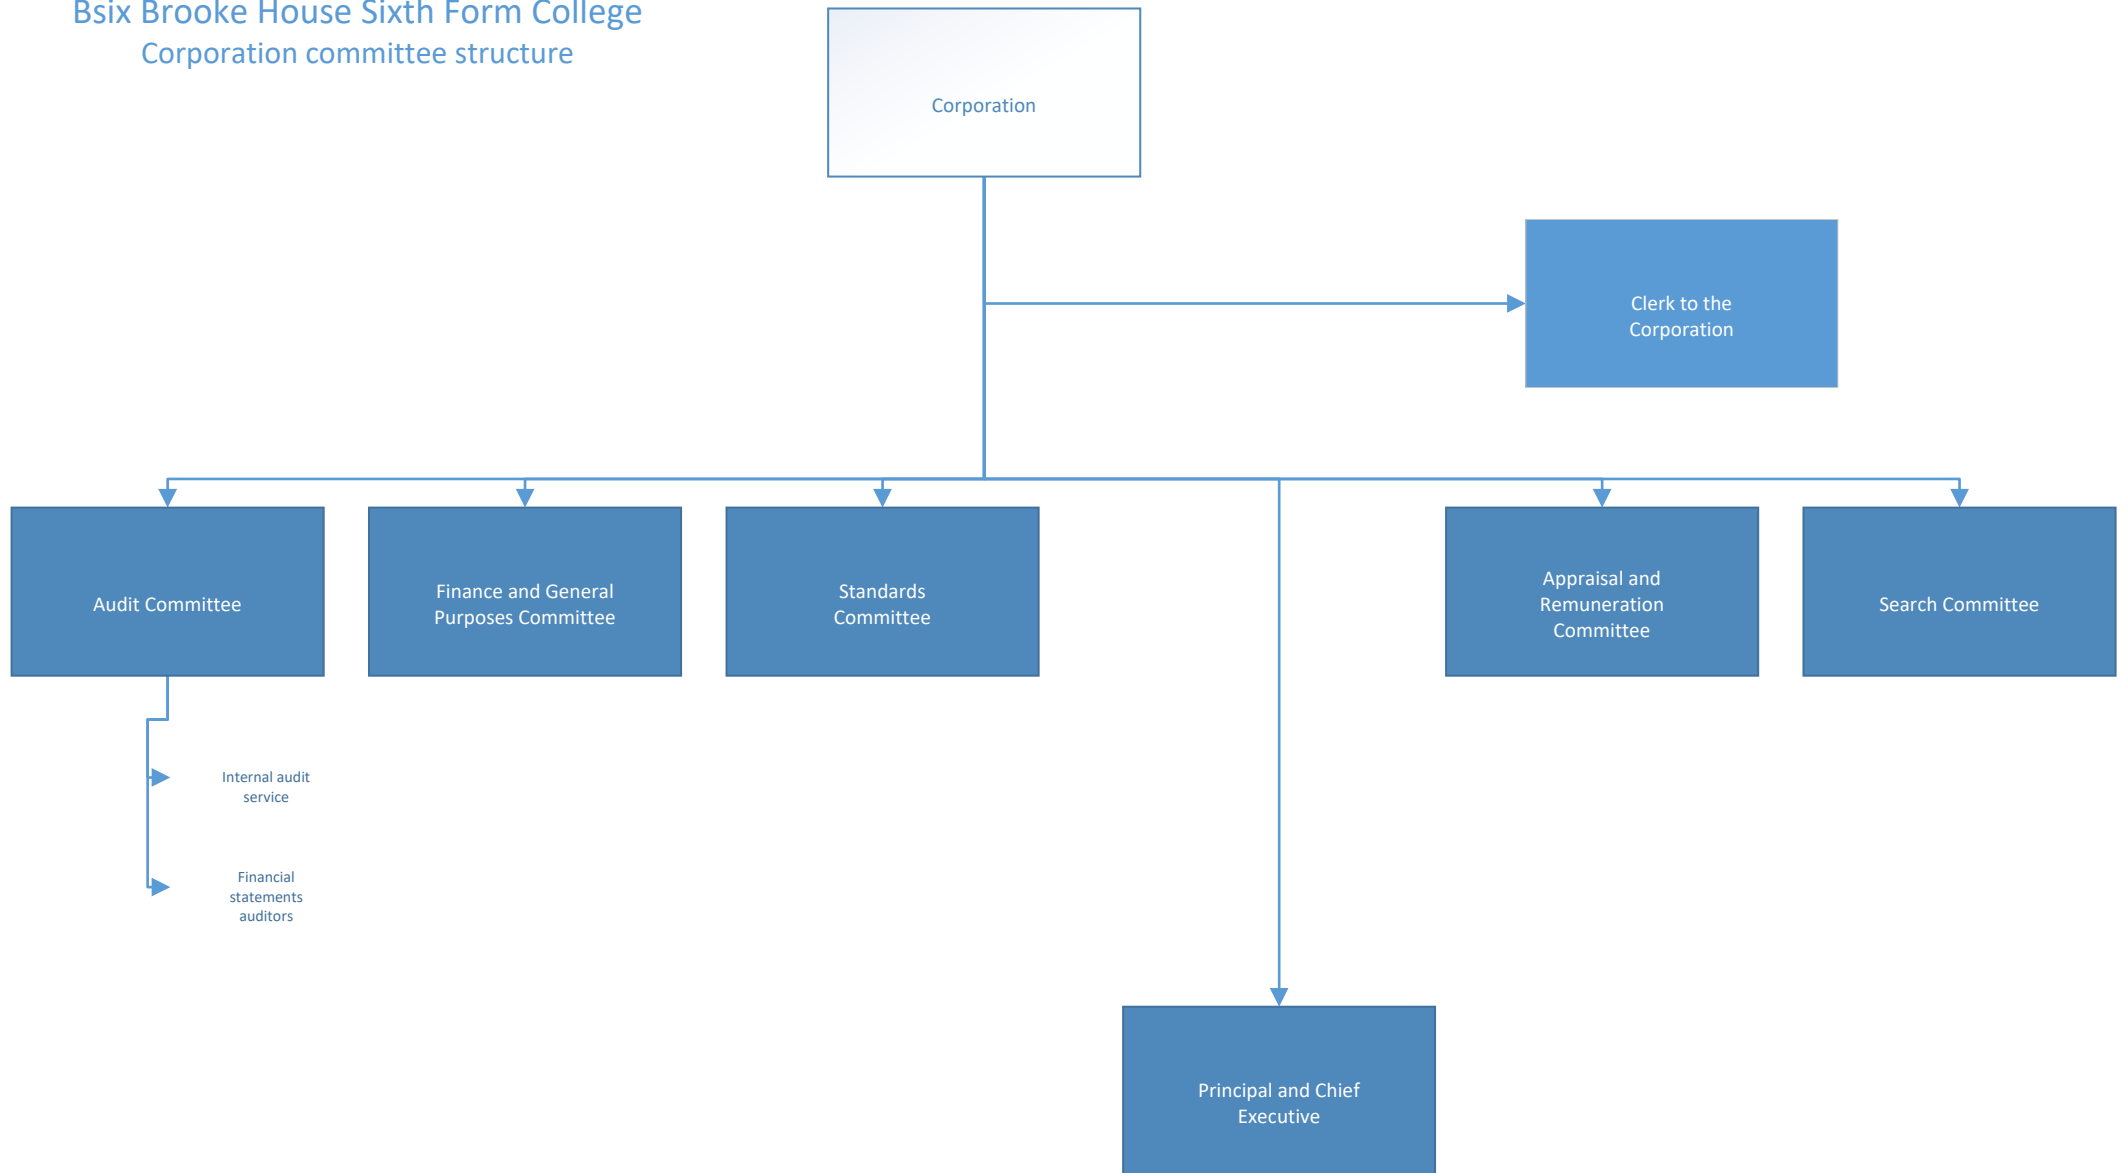 Bsix Brooke House Sixth Form College
Corporation committee structure
Corporation
Clerk to the
Corporation
Audit Committee
Finance and General
Purposes Committee
Standards
Committee
Appraisal and
Remuneration
Committee
Search Committee
Internal audit
service
Financial
statements
auditors
Principal and Chief
Executive